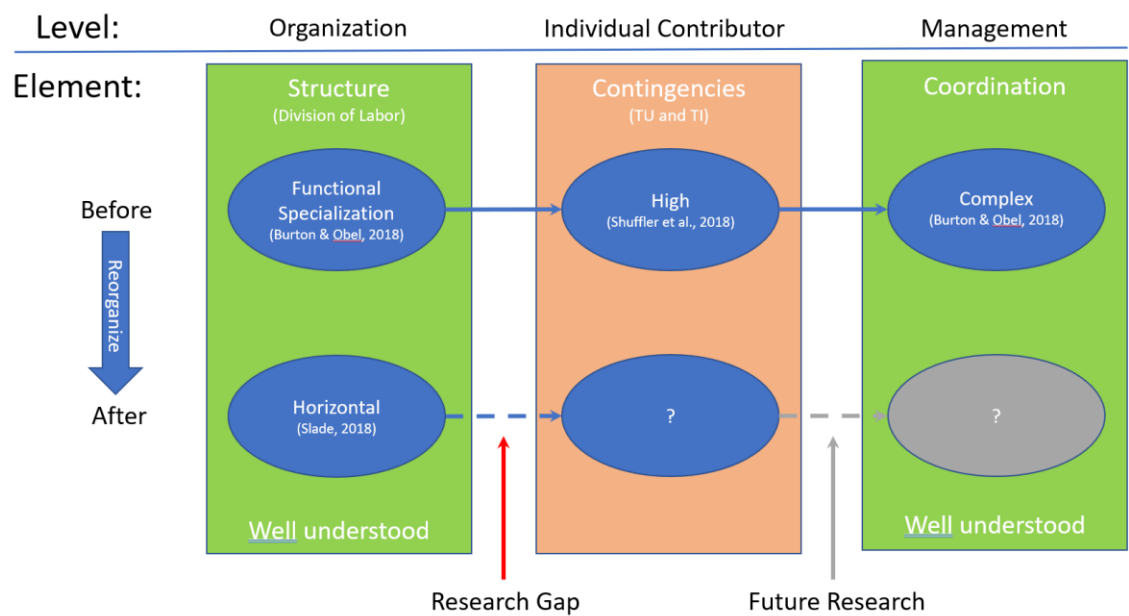 Level:
Organization
Individual Contributor
Management
Element:
Structure
(Division of Labor)
Contingencies
(TU and TI)
Coordination
Before
Functional
Specialization
(Burton & Obel, 2018)
High
(Shuffler et al., 2018)
Complex
(Burton & Obel, 2018)
Reorganize
After
Horizontal
(Slade, 2018)
?
?
Well understood
Well understood
Research Gap
Future Research